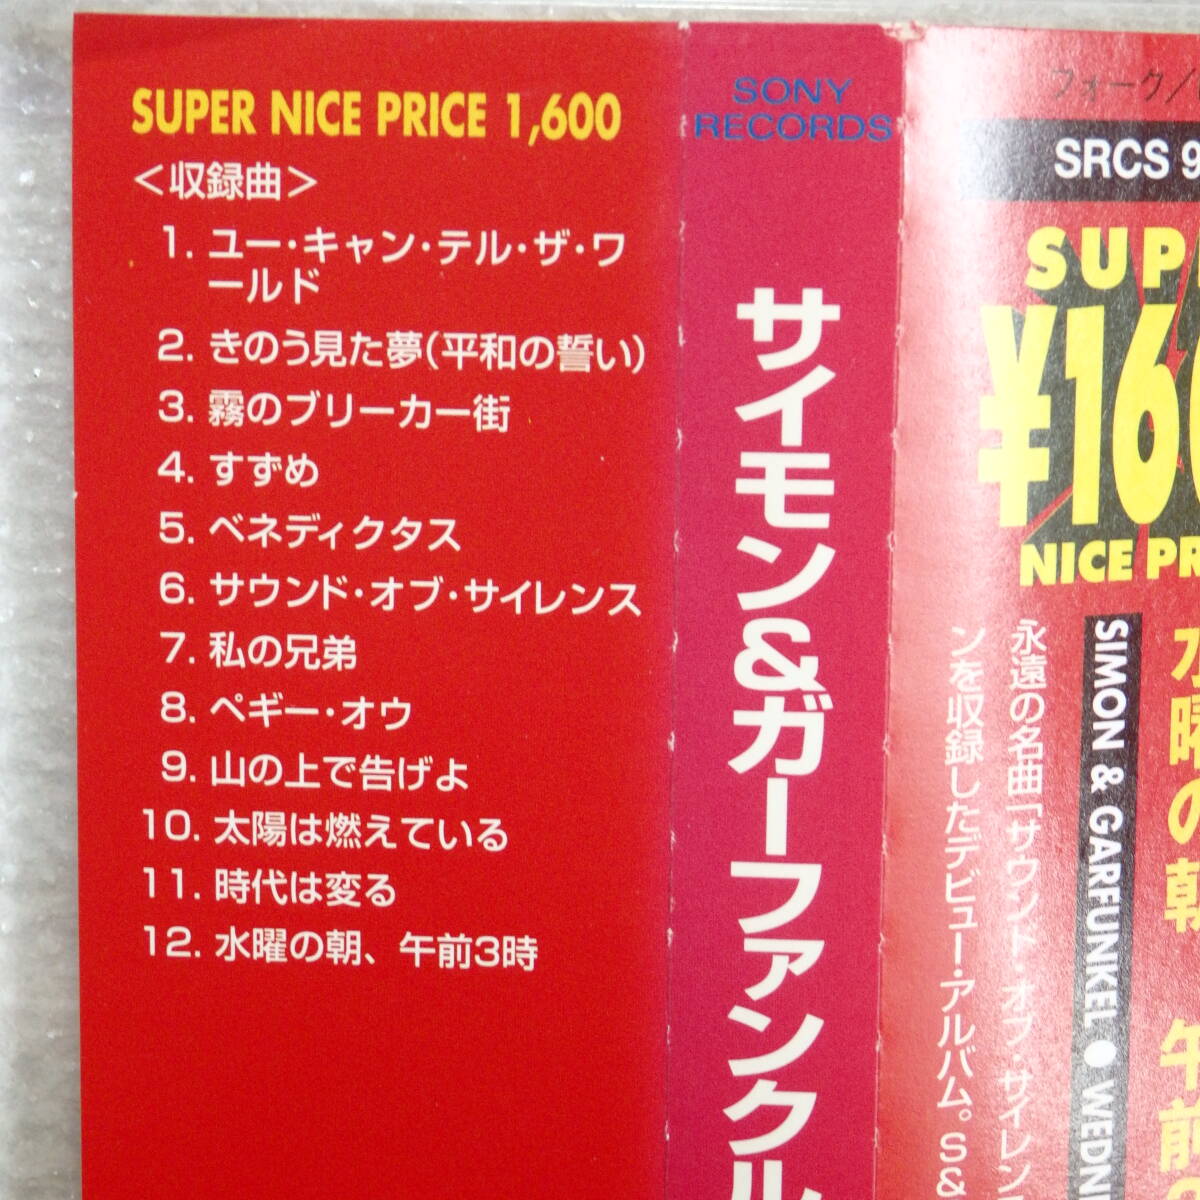 SUPER NICE PRICE 1,600
＜収録曲＞
1. ユー・キャン・テル・ザ・ワ
ールド
2. きのう見た夢(平和の誓い)
3. 霧のブリーカー街
4. すずめ
5. ベネディクタス
6. サウンド・オブ・サイレンス
7. 私の兄弟
8. ペギー・オウ
9. 山の上で告げよ
10. 太陽は燃えている
11. 時代は変る
12. 水曜の朝、午前3時
SONY
RECORDS
サイモン&ガーファンクル
フォーク/
SRCS 9
SUPE
¥160
NICE PR
水曜の朝 午前
SIMON & GARFUNKEL ● WEDN
永遠の名曲「サウンド・オブ・サイレン
ンを収録したデビュー・アルバム。S&